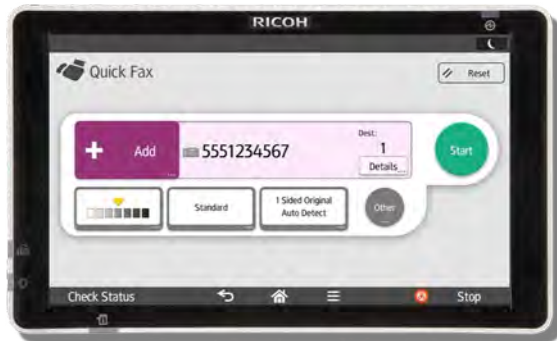 RICOH
Quick Fax
Reset
Add
5551234567
Dest:
1
Details
Start
Standard
1 Sided Original
Auto Detect
Other
Check Status
Stop